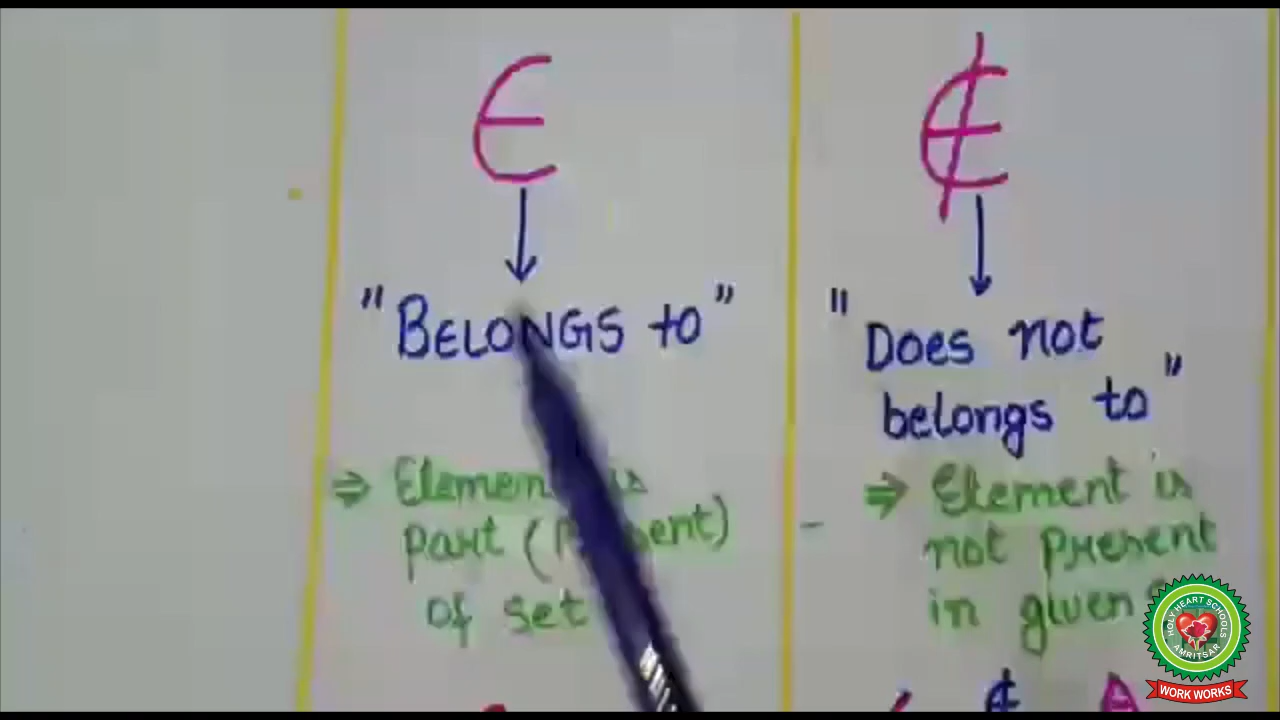 ∈
"BELONGS to"
⇒ Element is
part (
of set
∉
"Does not
belongs to"
⇒ Element is
not present
in given
HOLY HEART SCHOOLS
AMRITSAR
WORK WORKS